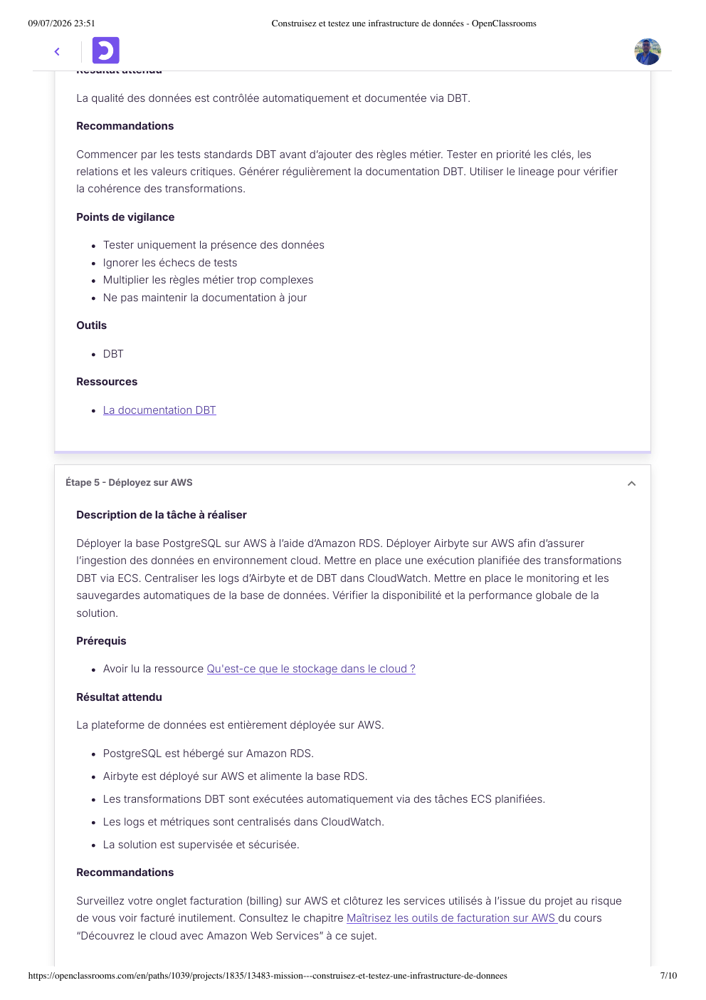 09/07/2026 23:51
Construisez et testez une infrastructure de données - OpenClassrooms
Résultat attendu
La qualité des données est contrôlée automatiquement et documentée via DBT.
Recommandations
Commencer par les tests standards DBT avant d’ajouter des règles métier. Tester en priorité les clés, les
relations et les valeurs critiques. Générer régulièrement la documentation DBT. Utiliser le lineage pour vérifier
la cohérence des transformations.
Points de vigilance
• Tester uniquement la présence des données
• Ignorer les échecs de tests
• Multiplier les règles métier trop complexes
• Ne pas maintenir la documentation à jour
Outils
• DBT
Ressources
• La documentation DBT
Étape 5 - Déployez sur AWS
Description de la tâche à réaliser
Déployer la base PostgreSQL sur AWS à l’aide d’Amazon RDS. Déployer Airbyte sur AWS afin d’assurer
l’ingestion des données en environnement cloud. Mettre en place une exécution planifiée des transformations
DBT via ECS. Centraliser les logs d’Airbyte et de DBT dans CloudWatch. Mettre en place le monitoring et les
sauvegardes automatiques de la base de données. Vérifier la disponibilité et la performance globale de la
solution.
Prérequis
• Avoir lu la ressource Qu'est-ce que le stockage dans le cloud ?
Résultat attendu
La plateforme de données est entièrement déployée sur AWS.
• PostgreSQL est hébergé sur Amazon RDS.
• Airbyte est déployé sur AWS et alimente la base RDS.
• Les transformations DBT sont exécutées automatiquement via des tâches ECS planifiées.
• Les logs et métriques sont centralisés dans CloudWatch.
• La solution est supervisée et sécurisée.
Recommandations
Surveillez votre onglet facturation (billing) sur AWS et clôturez les services utilisés à l’issue du projet au risque
de vous voir facturé inutilement. Consultez le chapitre Maîtrisez les outils de facturation sur AWS du cours
“Découvrez le cloud avec Amazon Web Services” à ce sujet.
https://openclassrooms.com/en/paths/1039/projects/1835/13483-mission---construisez-et-testez-une-infrastructure-de-donnees
7/10